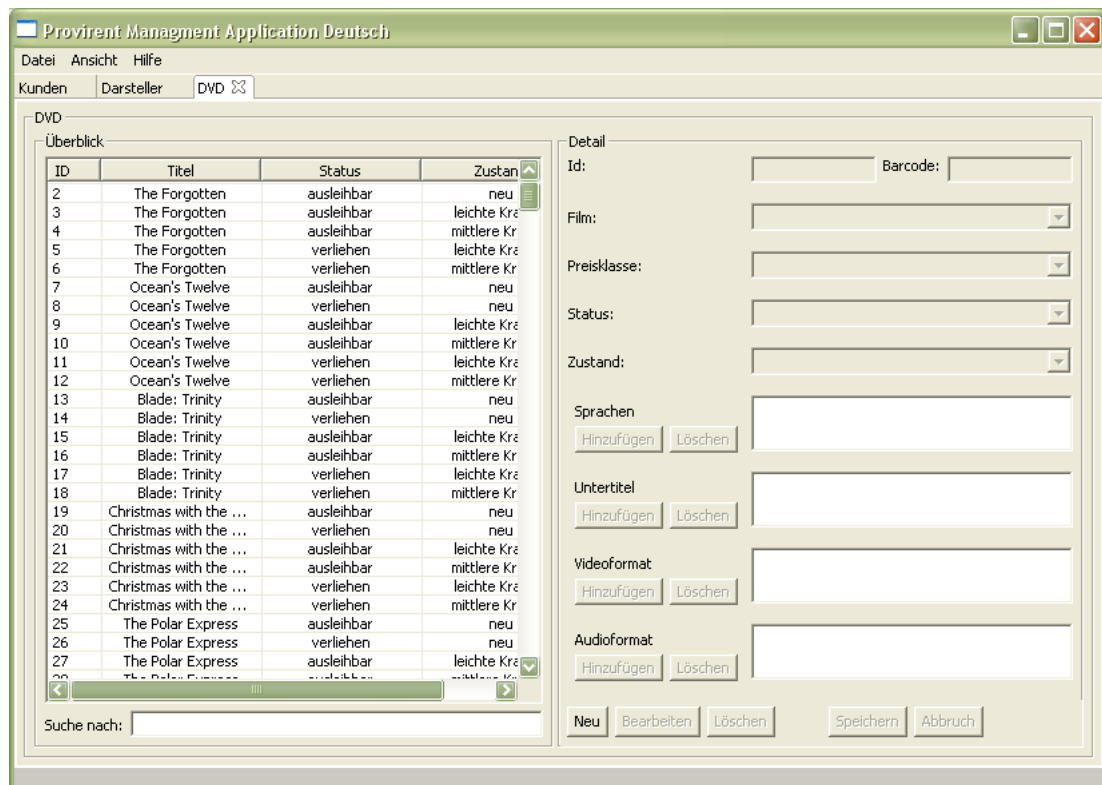 Provirent Managment Application Deutsch
Datei Ansicht Hilfe
Kunden Darsteller DVD
DVD
Überblick
ID Titel Status Zustan
2 The Forgotten ausleihbar neu
3 The Forgotten ausleihbar leichte Kra
4 The Forgotten ausleihbar mittlere Kr
5 The Forgotten verliehen leichte Kra
6 The Forgotten verliehen mittlere Kr
7 Ocean's Twelve ausleihbar neu
8 Ocean's Twelve verliehen neu
9 Ocean's Twelve ausleihbar leichte Kra
10 Ocean's Twelve ausleihbar mittlere Kr
11 Ocean's Twelve verliehen leichte Kra
12 Ocean's Twelve verliehen mittlere Kr
13 Blade: Trinity ausleihbar neu
14 Blade: Trinity verliehen neu
15 Blade: Trinity ausleihbar leichte Kra
16 Blade: Trinity ausleihbar mittlere Kr
17 Blade: Trinity verliehen leichte Kra
18 Blade: Trinity verliehen mittlere Kr
19 Christmas with the ... ausleihbar neu
20 Christmas with the ... verliehen neu
21 Christmas with the ... ausleihbar leichte Kra
22 Christmas with the ... ausleihbar mittlere Kr
23 Christmas with the ... verliehen leichte Kra
24 Christmas with the ... verliehen mittlere Kr
25 The Polar Express ausleihbar neu
26 The Polar Express verliehen neu
27 The Polar Express ausleihbar leichte Kra
Suche nach:
Detail
Id: Barcode:
Film:
Preisklasse:
Status:
Zustand:
Sprachen
Hinzufügen Löschen
Untertitel
Hinzufügen Löschen
Videoformat
Hinzufügen Löschen
Audioformat
Hinzufügen Löschen
Neu Bearbeiten Löschen Speichern Abbruch